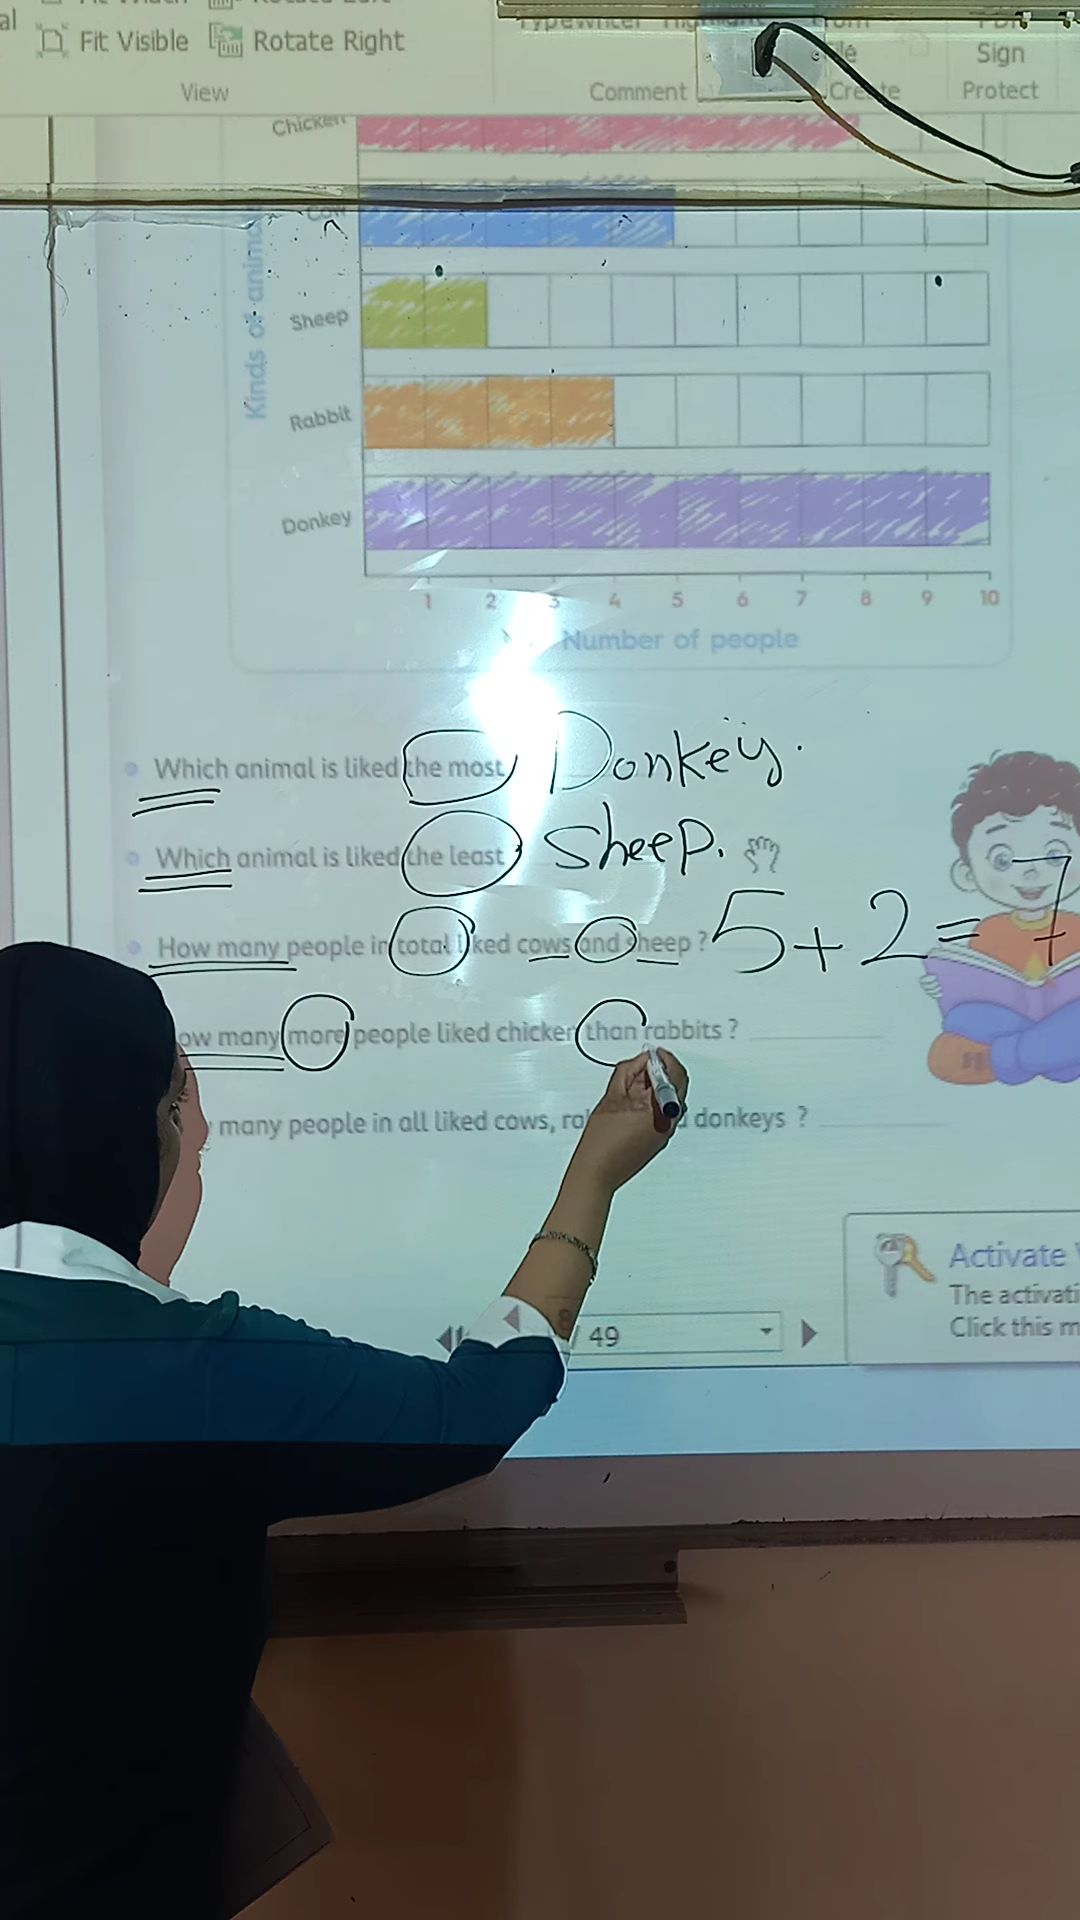 Fit Visible Rotate Right
Sign
View Comment Create Protect
Chicken
Cow
Sheep
Rabbit
Donkey
Kinds of
1 2 3 4 5 6 7 8 9 10
Number of people
Which animal is liked the most Donkey.
Which animal is liked the least Sheep.
How many people in total liked cows and sheep ? 5+2=7
ow many more people liked chicken than rabbits ?
many people in all liked cows, donkeys ?
Activate
The activati
Click this m
8 / 49